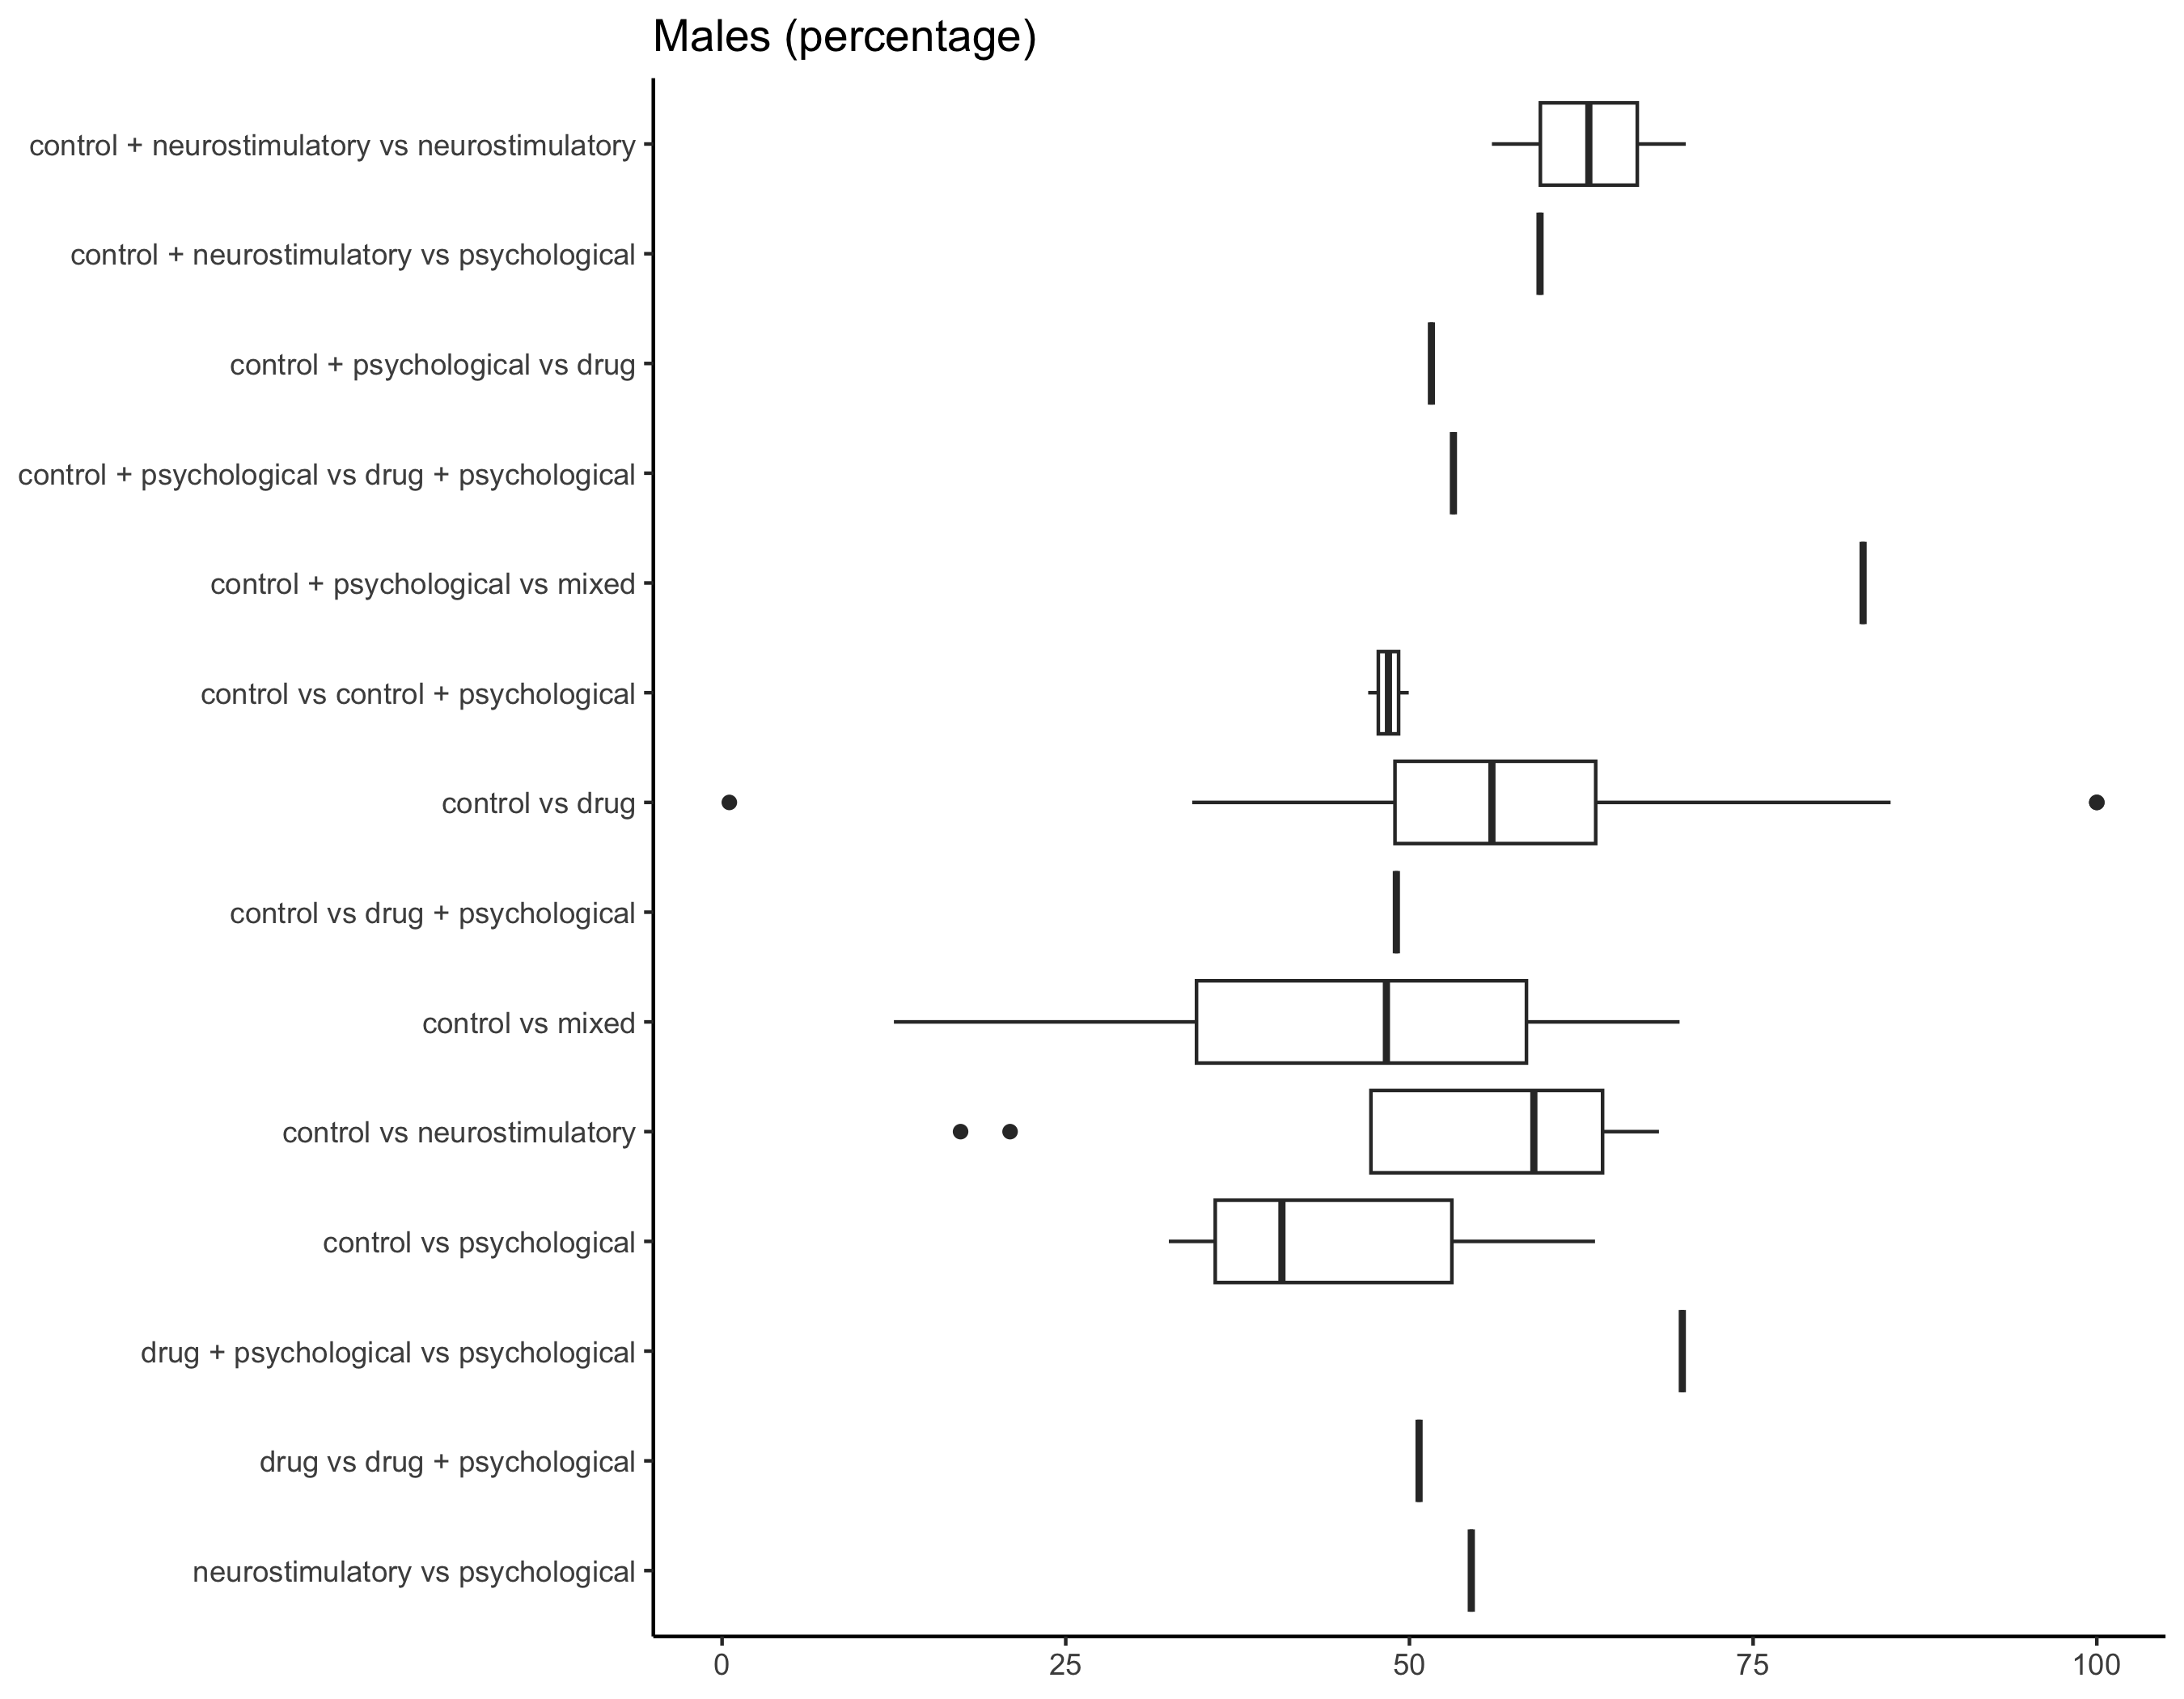 Males (percentage)
control + neurostimulatory vs neurostimulatory
control + neurostimulatory vs psychological
control + psychological vs drug
control + psychological vs drug + psychological
control + psychological vs mixed
control vs control + psychological
control vs drug
control vs drug + psychological
control vs mixed
control vs neurostimulatory
control vs psychological
drug + psychological vs psychological
drug vs drug + psychological
neurostimulatory vs psychological
0 25 50 75 100